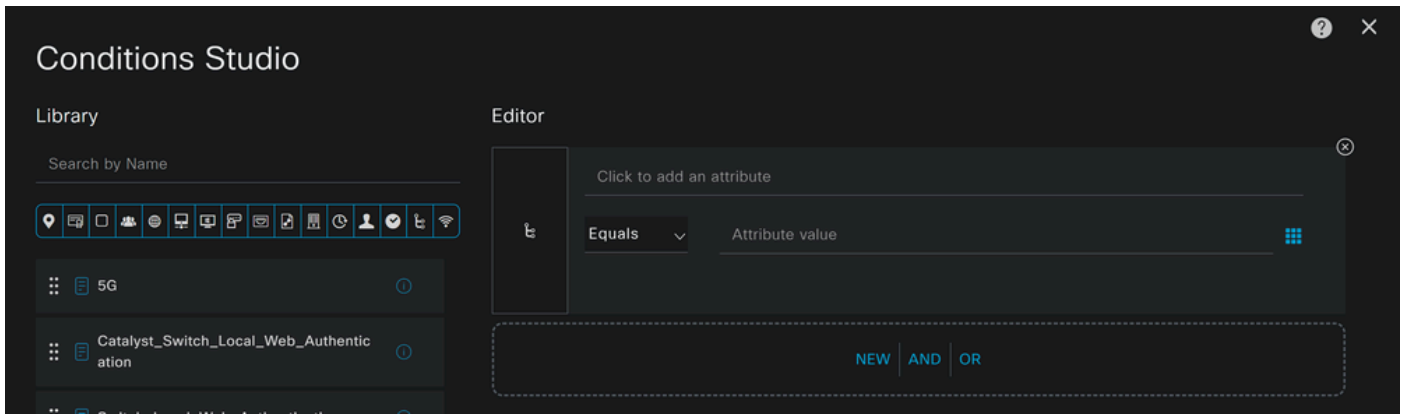 Conditions Studio
Library
Editor
Search by Name
Click to add an attribute
Equals
Attribute value
5G
Catalyst_Switch_Local_Web_Authentic
ation
NEW AND OR